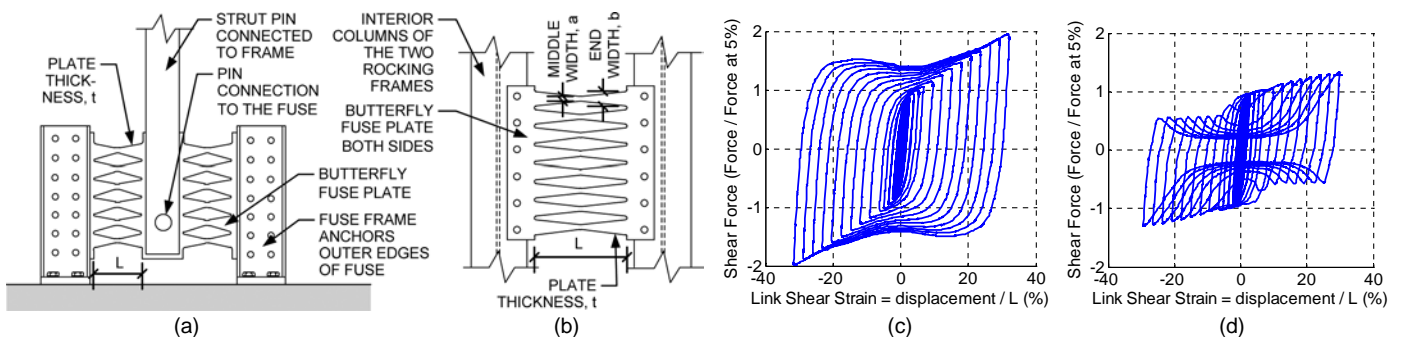 STRUT PIN
CONNECTED
TO FRAME
PLATE
THICK-
NESS, t
PIN
CONNECTION
TO THE FUSE
BUTTERFLY
FUSE PLATE
FUSE FRAME
ANCHORS
OUTER EDGES
OF FUSE
L
(a)
INTERIOR
COLUMNS OF
THE TWO
ROCKING
FRAMES
MIDDLE
WIDTH, a
END
WIDTH, b
BUTTERFLY
FUSE PLATE
BOTH SIDES
L
PLATE
THICKNESS, t
(b)
Shear Force (Force / Force at 5%)
2
1
0
-1
-2
-40 -20 0 20 40
Link Shear Strain = displacement / L (%)
(c)
Shear Force (Force / Force at 5%)
2
1
0
-1
-2
-40 -20 0 20 40
Link Shear Strain = displacement / L (%)
(d)